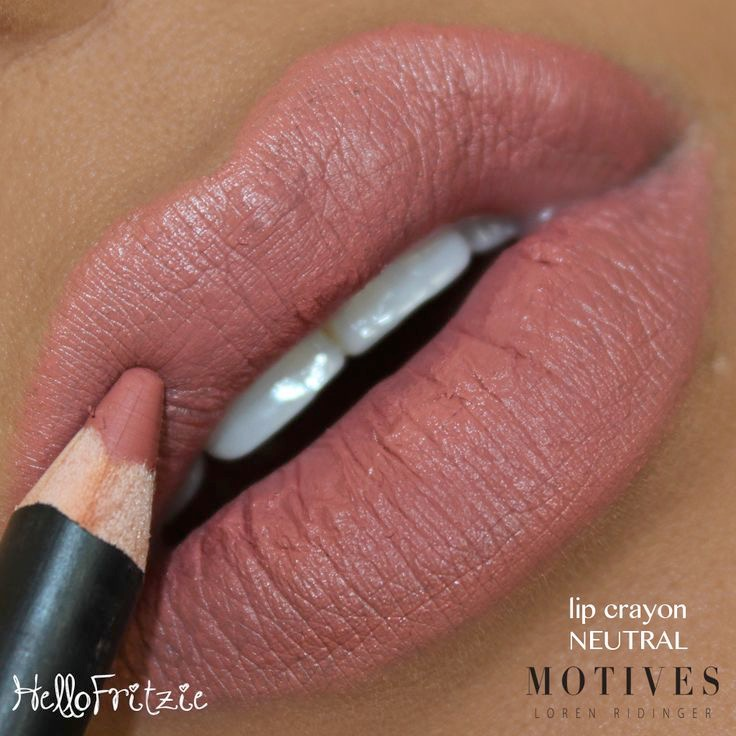 lip crayon
NEUTRAL
MOTIVES
LOREN RIDINGER
HelloFritzie